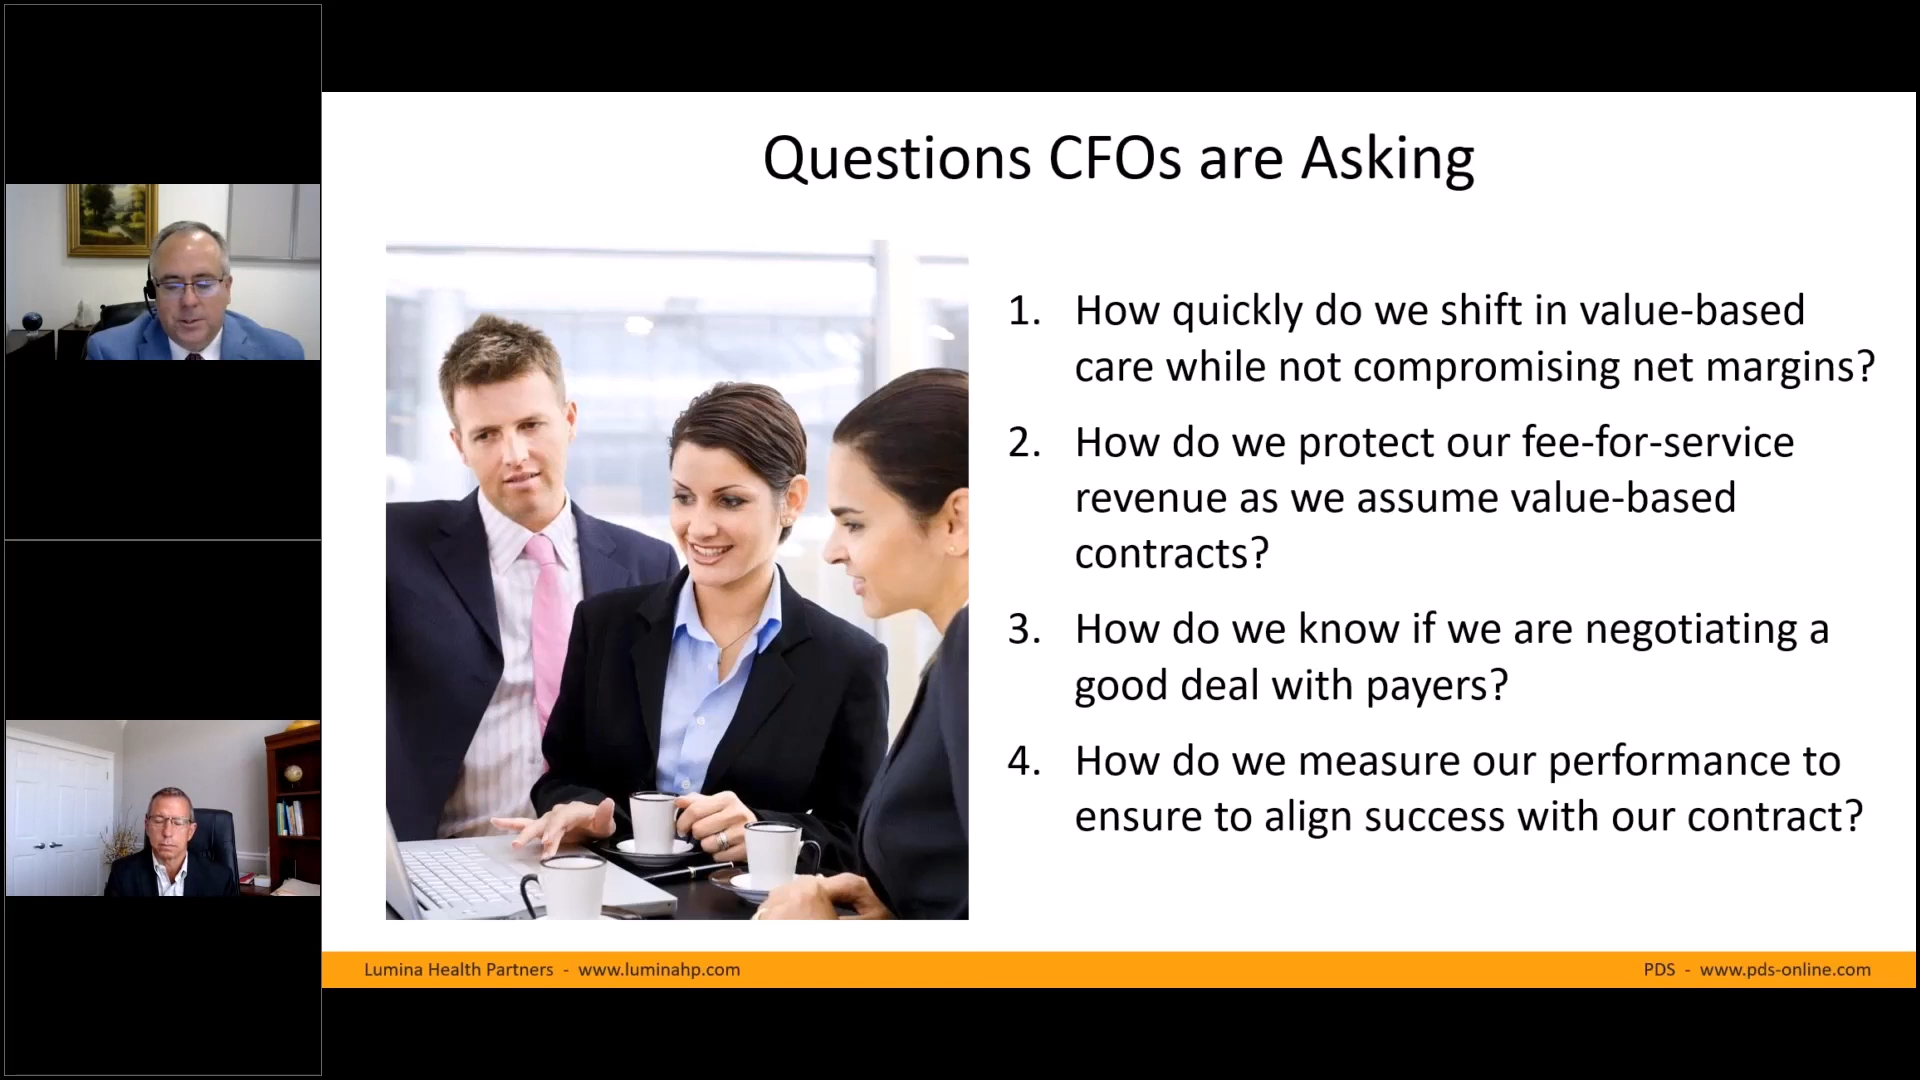 Questions CFOs are Asking
1. How quickly do we shift in value-based
care while not compromising net margins?
2. How do we protect our fee-for-service
revenue as we assume value-based
contracts?
3. How do we know if we are negotiating a
good deal with payers?
4. How do we measure our performance to
ensure to align success with our contract?
Lumina Health Partners - www.luminahp.com
PDS - www.pds-online.com